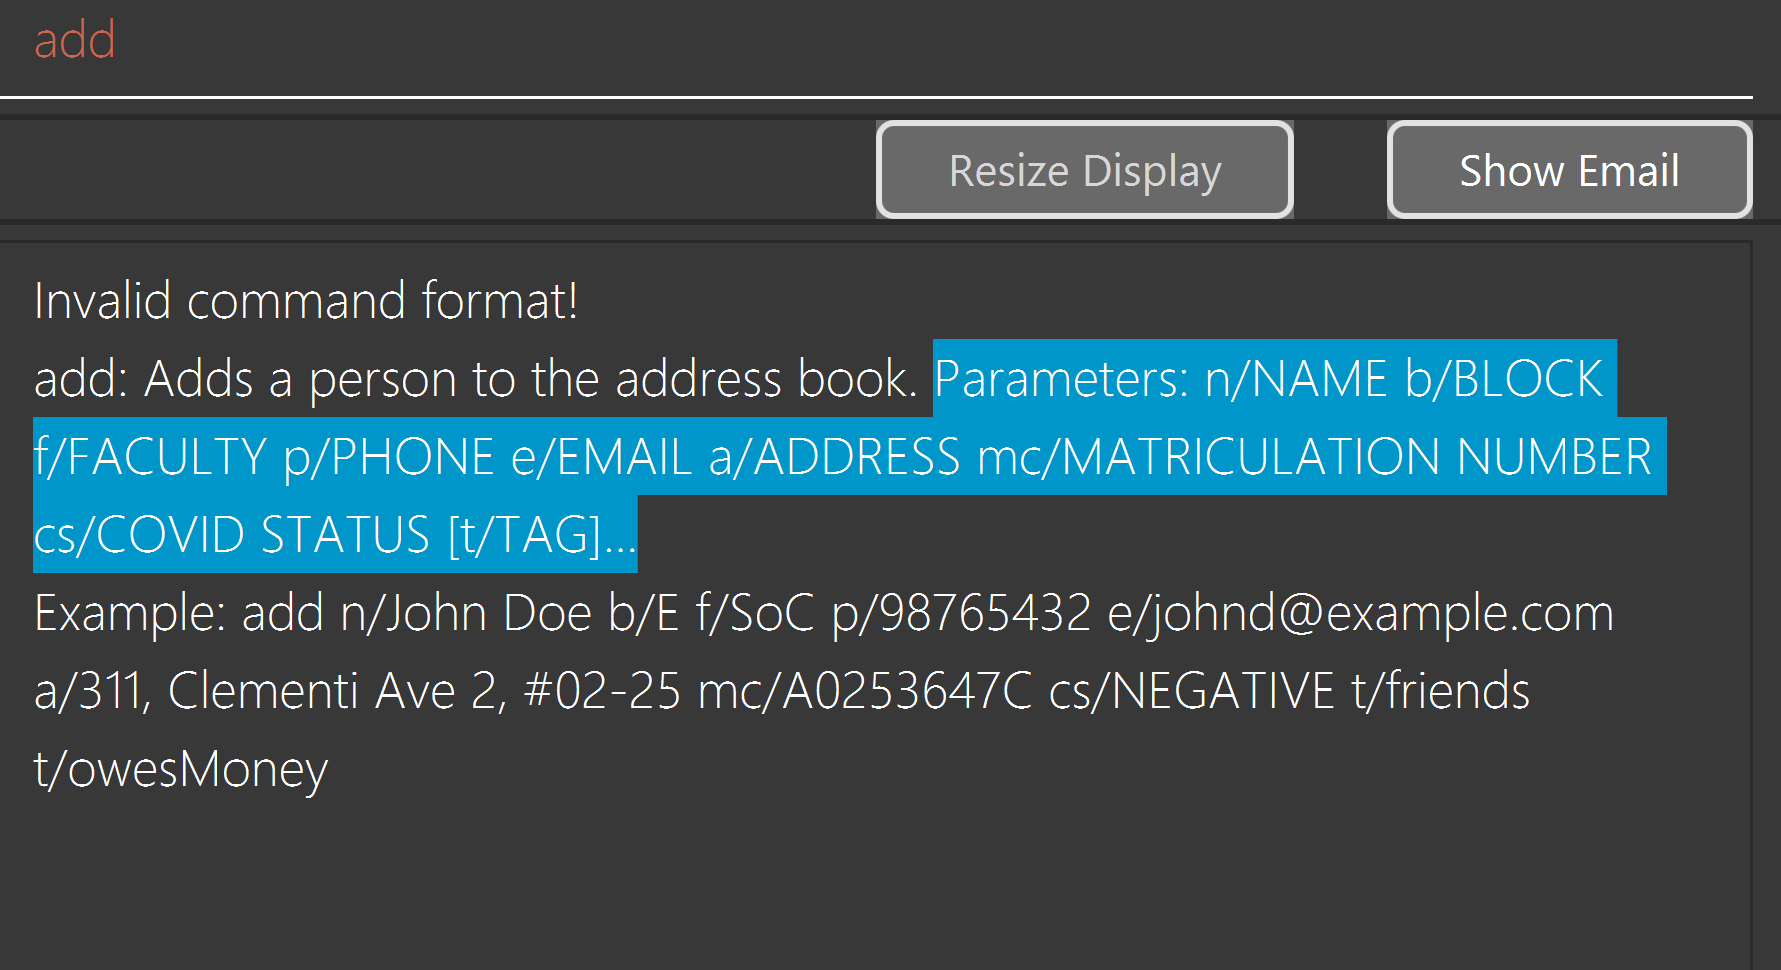 add
Resize Display
Show Email
Invalid command format!
add: Adds a person to the address book. Parameters: n/NAME b/BLOCK
f/FACULTY p/PHONE e/EMAIL a/ADDRESS mc/MATRICULATION NUMBER
cs/COVID STATUS [t/TAG]...
Example: add n/John Doe b/E f/SoC p/98765432 e/johnd@example.com
a/311, Clementi Ave 2, #02-25 mc/A0253647C cs/NEGATIVE t/friends
t/owesMoney